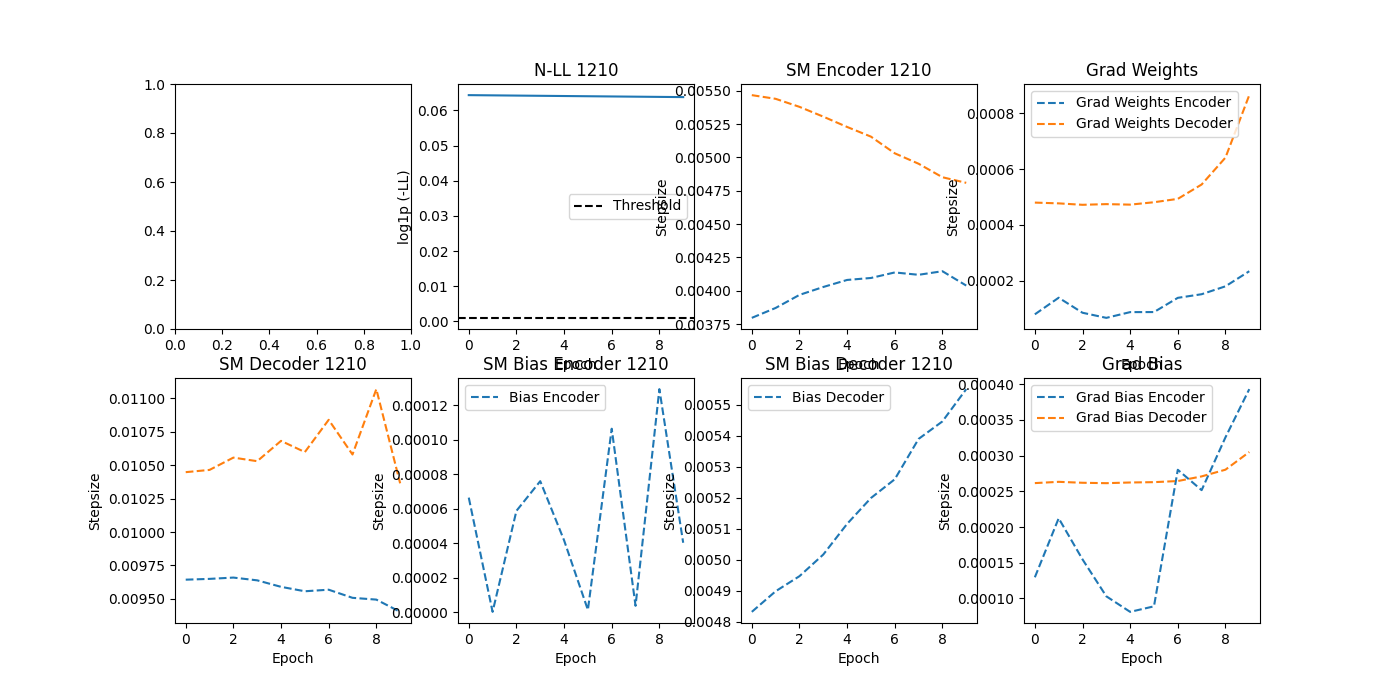 N-LL 1210
SM Encoder 1210
Grad Weights
1.0
0.8
0.6
0.4
0.2
0.0
0.0 0.2 0.4 0.6 0.8 1.0
log1p (-LL)
0.06
0.05
0.04
0.03
0.02
0.01
0.00
Threshold
0 2 4 6 8
Epoch
Stepsize
0.00550
0.00525
0.00500
0.00475
0.00450
0.00425
0.00400
0.00375
0 2 4 6 8
Epoch
Stepsize
0.0008
0.0006
0.0004
0.0002
Grad Weights Encoder
Grad Weights Decoder
0 2 4 6 8
Epoch
SM Decoder 1210
SM Bias Encoder 1210
SM Bias Decoder 1210
Grad Bias
Stepsize
0.01100
0.01075
0.01050
0.01025
0.01000
0.00975
0.00950
0 2 4 6 8
Epoch
Stepsize
0.00012
0.00010
0.00008
0.00006
0.00004
0.00002
0.00000
Bias Encoder
0 2 4 6 8
Epoch
Stepsize
0.0055
0.0054
0.0053
0.0052
0.0051
0.0050
0.0049
0.0048
Bias Decoder
0 2 4 6 8
Epoch
Stepsize
0.00040
0.00035
0.00030
0.00025
0.00020
0.00015
0.00010
Grad Bias Encoder
Grad Bias Decoder
0 2 4 6 8
Epoch